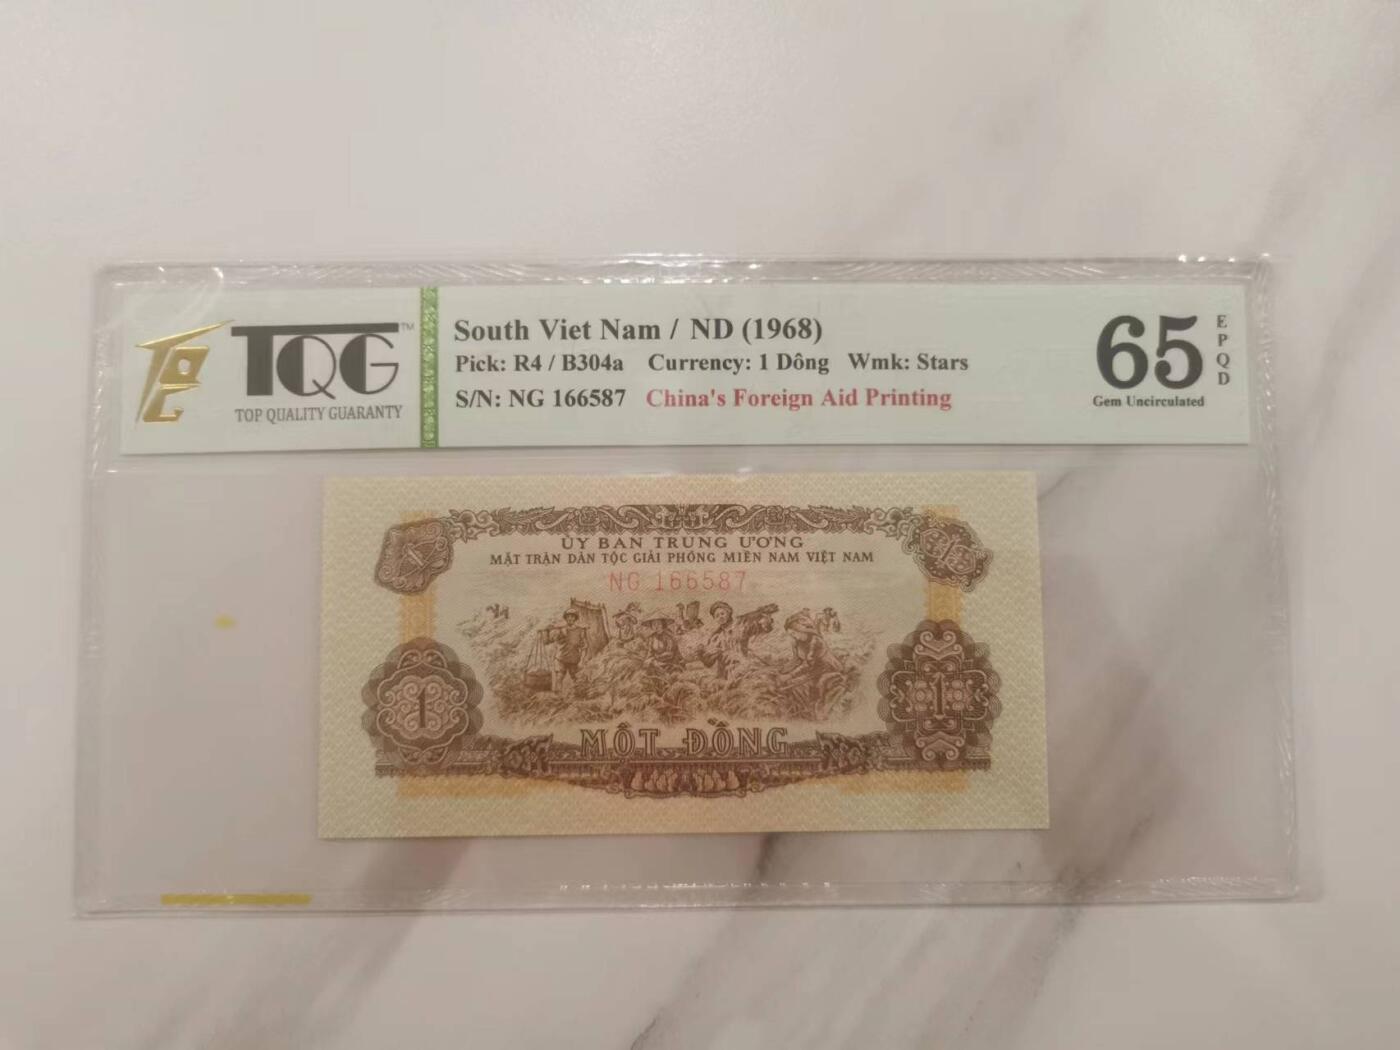 TQG™
TOP QUALITY GUARANTY
South Viet Nam / ND (1968)
Pick: R4 / B304a Currency: 1 Dông Wmk: Stars
S/N: NG 166587 China's Foreign Aid Printing
65
EPQD
Gem Uncirculated
ỦY BAN TRUNG ƯƠNG
MẶT TRẬN DÂN TỘC GIẢI PHÓNG MIỀN NAM VIỆT NAM
NG 166587
1 1
MỘT ĐỒNG